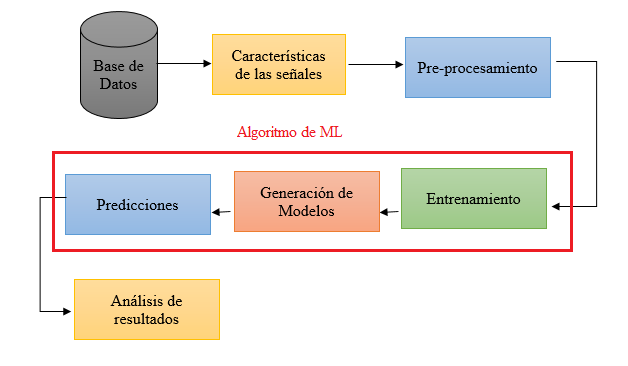 Base de
Datos
Características
de las señales
Pre-procesamiento
Algoritmo de ML
Predicciones
Generación de
Modelos
Entrenamiento
Análisis de
resultados